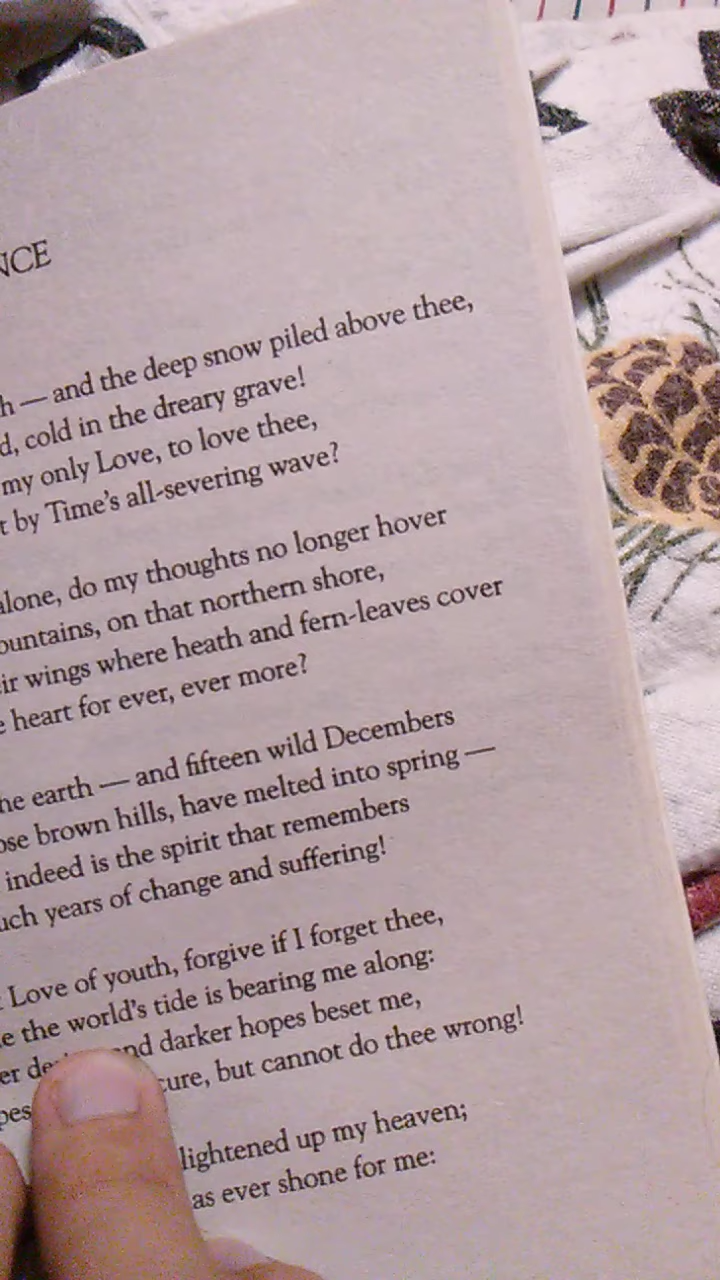 NCE
h — and the deep snow piled above thee,
d, cold in the dreary grave!
my only Love, to love thee,
t by Time's all-severing wave?
alone, do my thoughts no longer hover
ountains, on that northern shore,
ir wings where heath and fern-leaves cover
e heart for ever, ever more?
he earth — and fifteen wild Decembers
ose brown hills, have melted into spring —
indeed is the spirit that remembers
uch years of change and suffering!
t Love of youth, forgive if I forget thee,
e the world's tide is bearing me along:
er de nd darker hopes beset me,
pes cure, but cannot do thee wrong!
lightened up my heaven;
as ever shone for me: